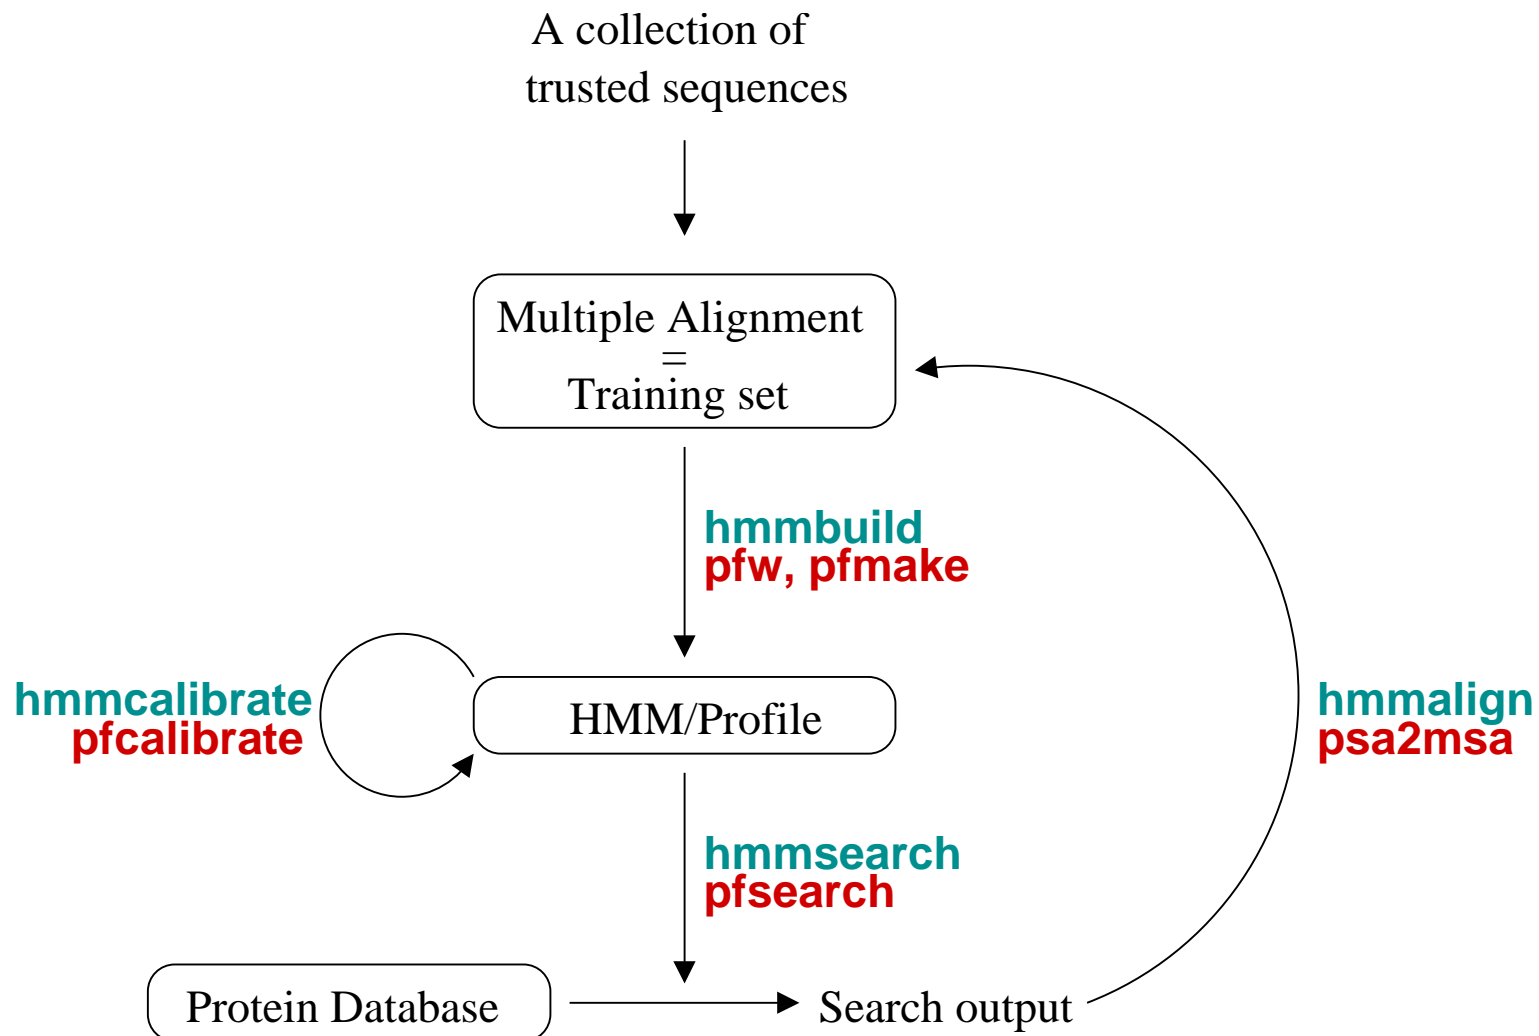 A collection of
trusted sequences
Multiple Alignment
=
Training set
hmmbuild
pfw, pfmake
hmmcalibrate
pfcalibrate
HMM/Profile
hmmalign
psa2msa
hmmsearch
pfsearch
Protein Database
Search output